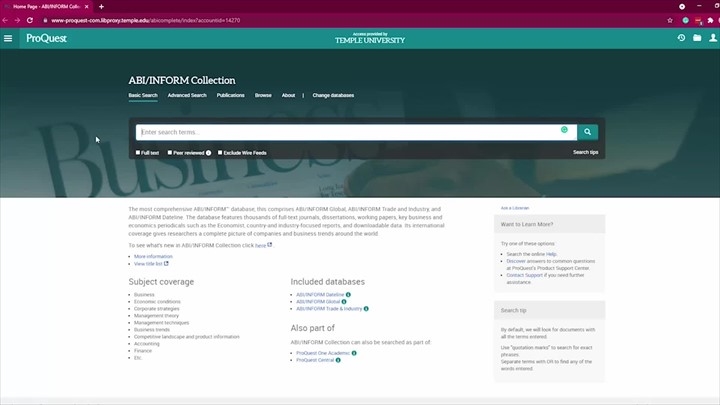 Home Page - ABI/INFORM Collec
www-proquest-com.libproxy.temple.edu/abicomplete/index?accountid=14270
ProQuest
Access provided by
TEMPLE UNIVERSITY
ABI/INFORM Collection
Basic Search
Advanced Search
Publications
Browse
About
|
Change databases
Enter search terms...
Full text
Peer reviewed
Exclude Wire Feeds
Search tips
Business
The most comprehensive ABI/INFORM™ database, this comprises ABI/INFORM Global, ABI/INFORM Trade and Industry, and
ABI/INFORM Dateline. The database features thousands of full-text journals, dissertations, working papers, key business and
economics periodicals such as the Economist, country-and industry-focused reports, and downloadable data. Its international
coverage gives researchers a complete picture of companies and business trends around the world.
To see what's new in ABI/INFORM Collection click here
More information
View title list
Subject coverage
Business
Economic conditions
Corporate strategies
Management theory
Management techniques
Business trends
Competitive landscape and product information
Accounting
Finance
Etc.
Included databases
ABI/INFORM Dateline
ABI/INFORM Global
ABI/INFORM Trade & Industry
Also part of
ABI/INFORM Collection can also be searched as part of:
ProQuest One Academic
ProQuest Central
Ask a Librarian
Want to Learn More?
Try one of these options:
Search the online Help.
Discover answers to common questions
at ProQuest's Product Support Center.
Contact Support if you need further
assistance.
Search tip
By default, we will look for documents with
all the terms entered.
Use "quotation marks" to search for exact
phrases.
Separate terms with OR to find any of the
words entered.